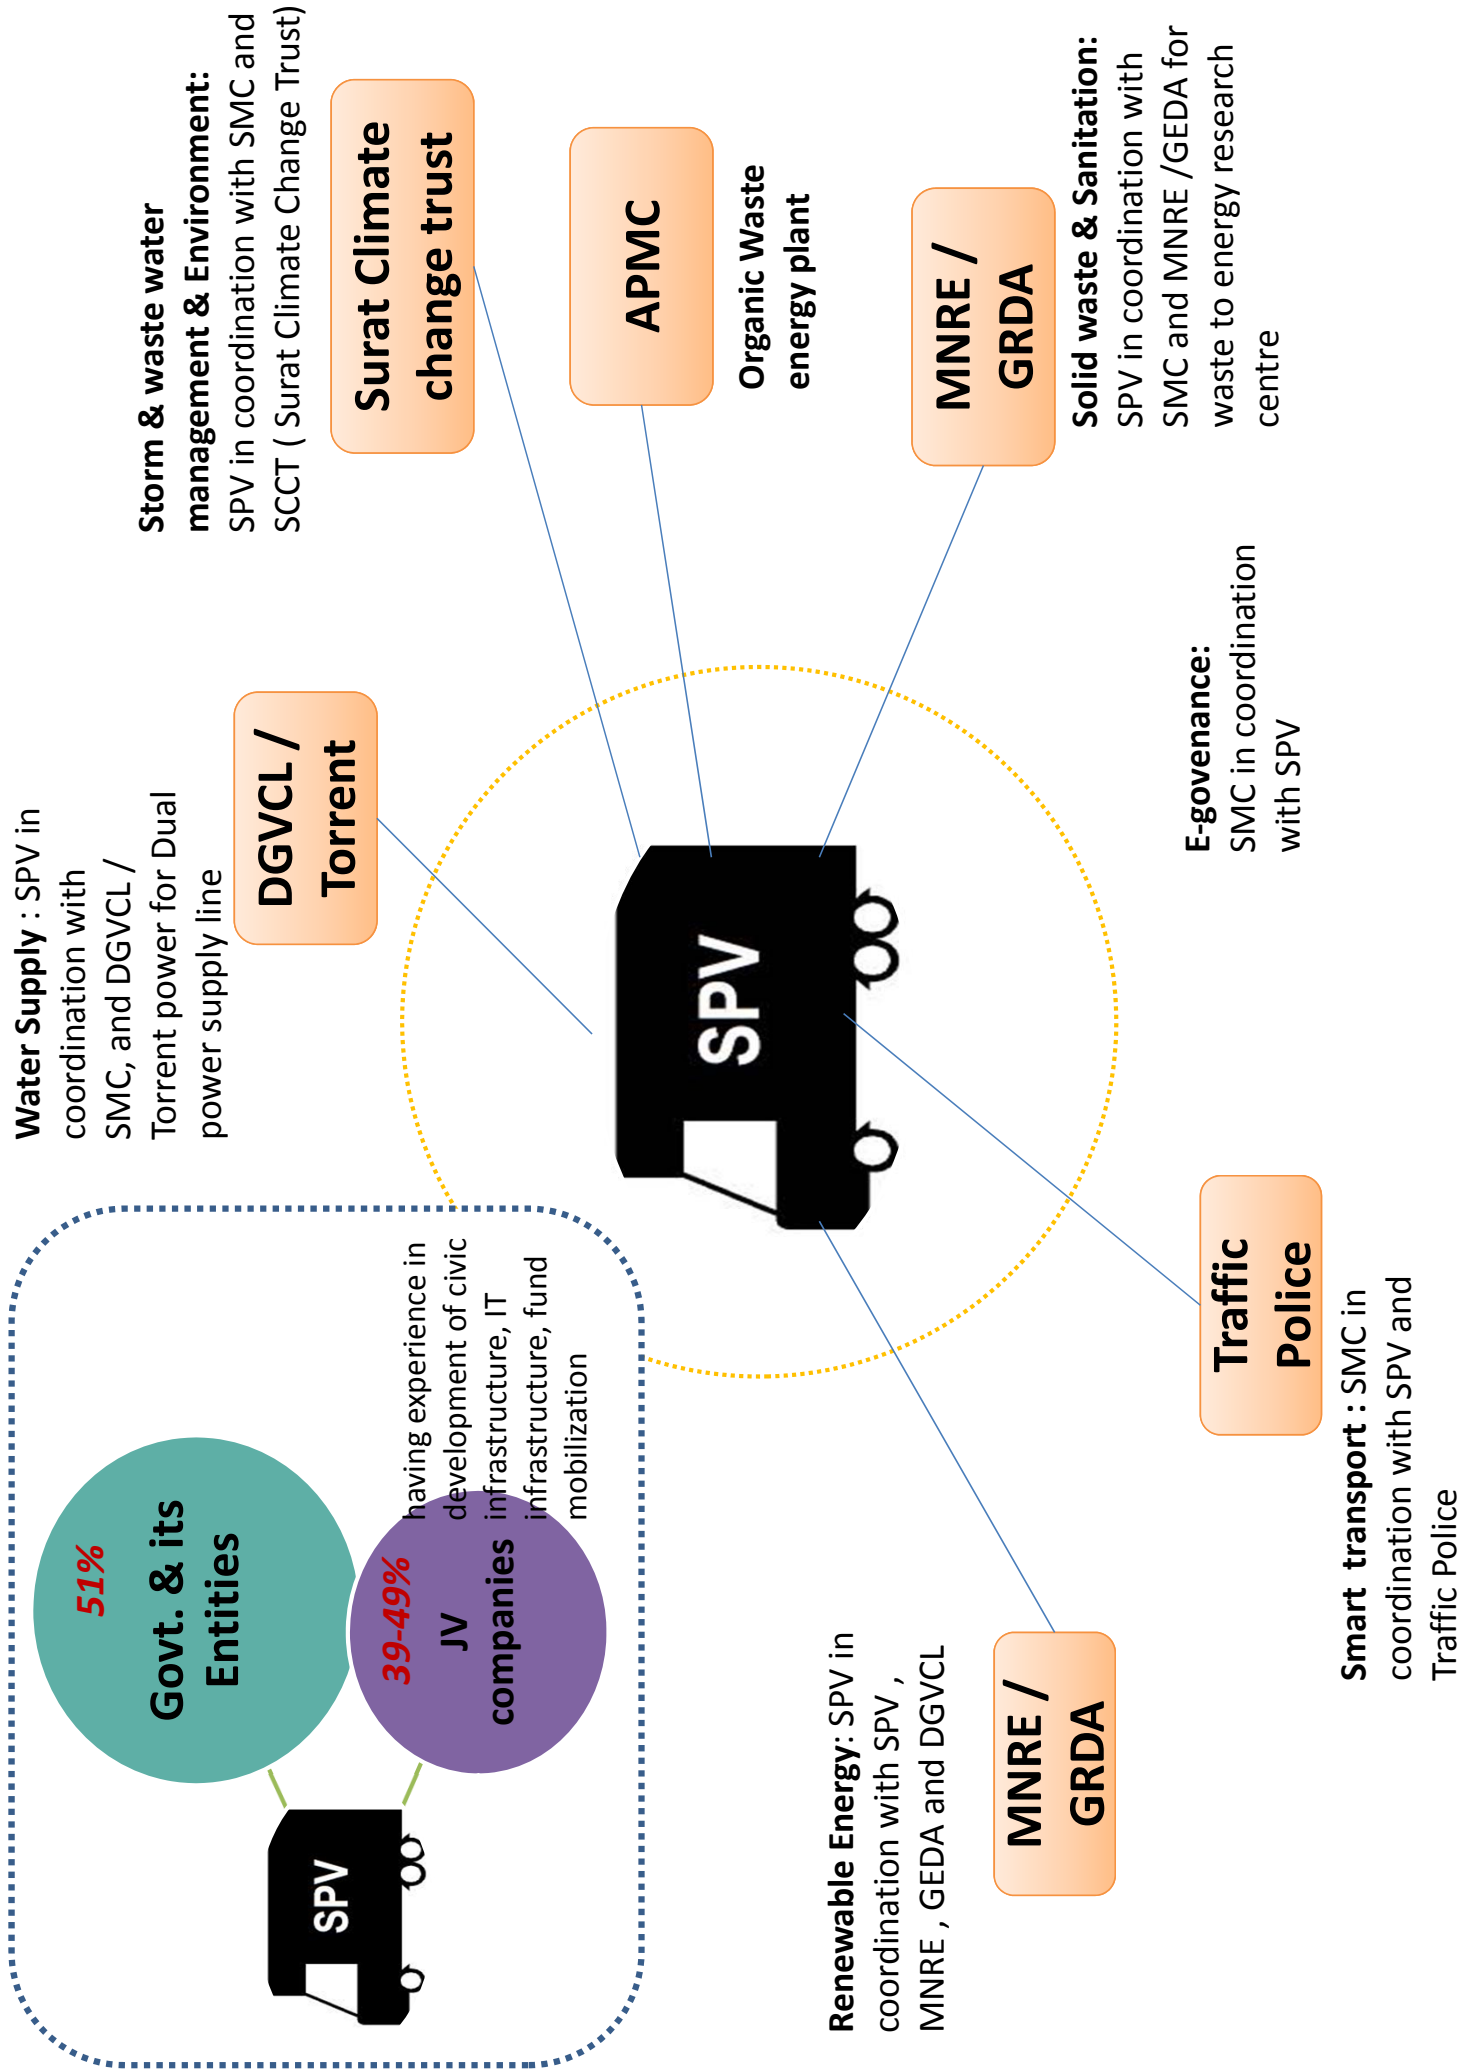 51%
Govt. & its
Entities
SPV
39-49%
JV
companies
having experience in
development of civic
infrastructure, IT
infrastructure, fund
mobilization
Water Supply : SPV in
coordination with
SMC, and DGVCL /
Torrent power for Dual
power supply line
DGVCL /
Torrent
Storm & waste water
management & Environment:
SPV in coordination with SMC and
SCCT ( Surat Climate Change Trust)
Surat Climate
change trust
APMC
Organic Waste
energy plant
SPV
MNRE /
GRDA
Solid waste & Sanitation:
SPV in coordination with
SMC and MNRE /GEDA for
waste to energy research
centre
Renewable Energy: SPV in
coordination with SPV ,
MNRE , GEDA and DGVCL
MNRE /
GRDA
Traffic
Police
Smart transport : SMC in
coordination with SPV and
Traffic Police
E-govenance:
SMC in coordination
with SPV